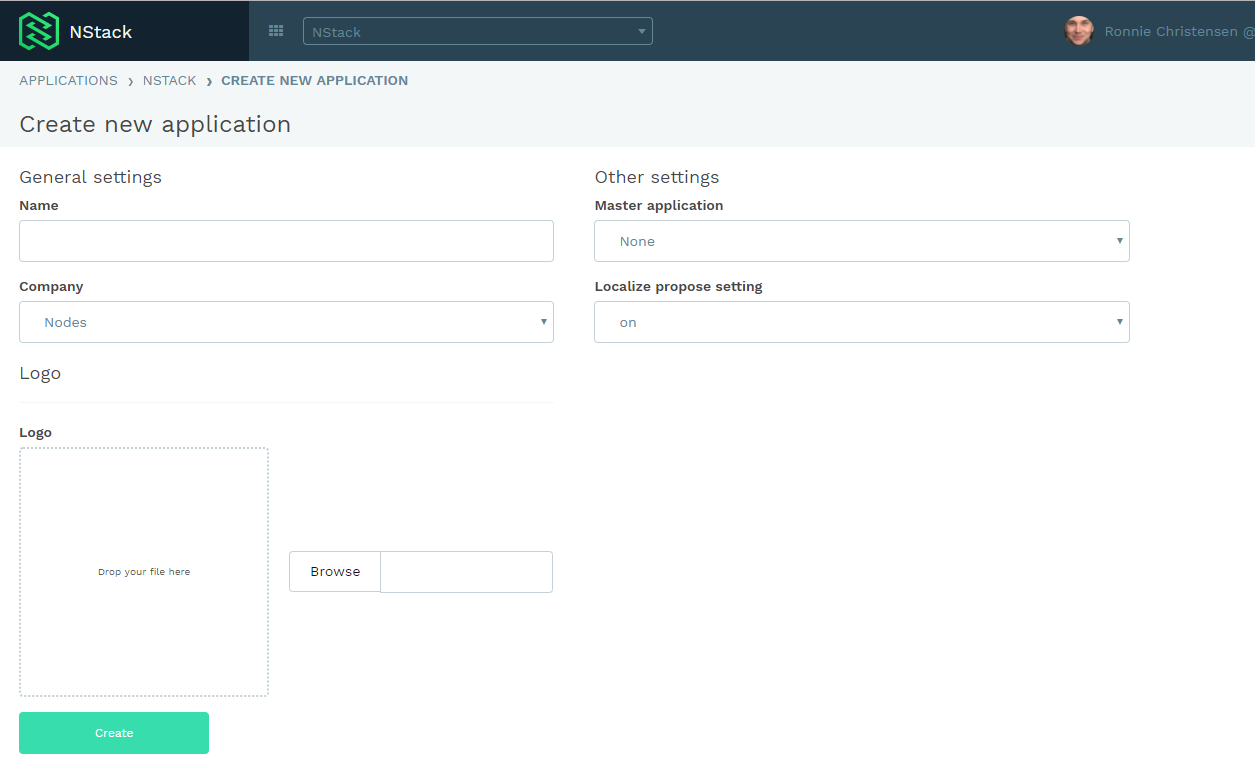 NStack
NStack
Ronnie Christensen @
APPLICATIONS › NSTACK › CREATE NEW APPLICATION
Create new application
General settings
Name
Company
Nodes
Logo
Logo
Drop your file here
Browse
Create
Other settings
Master application
None
Localize propose setting
on